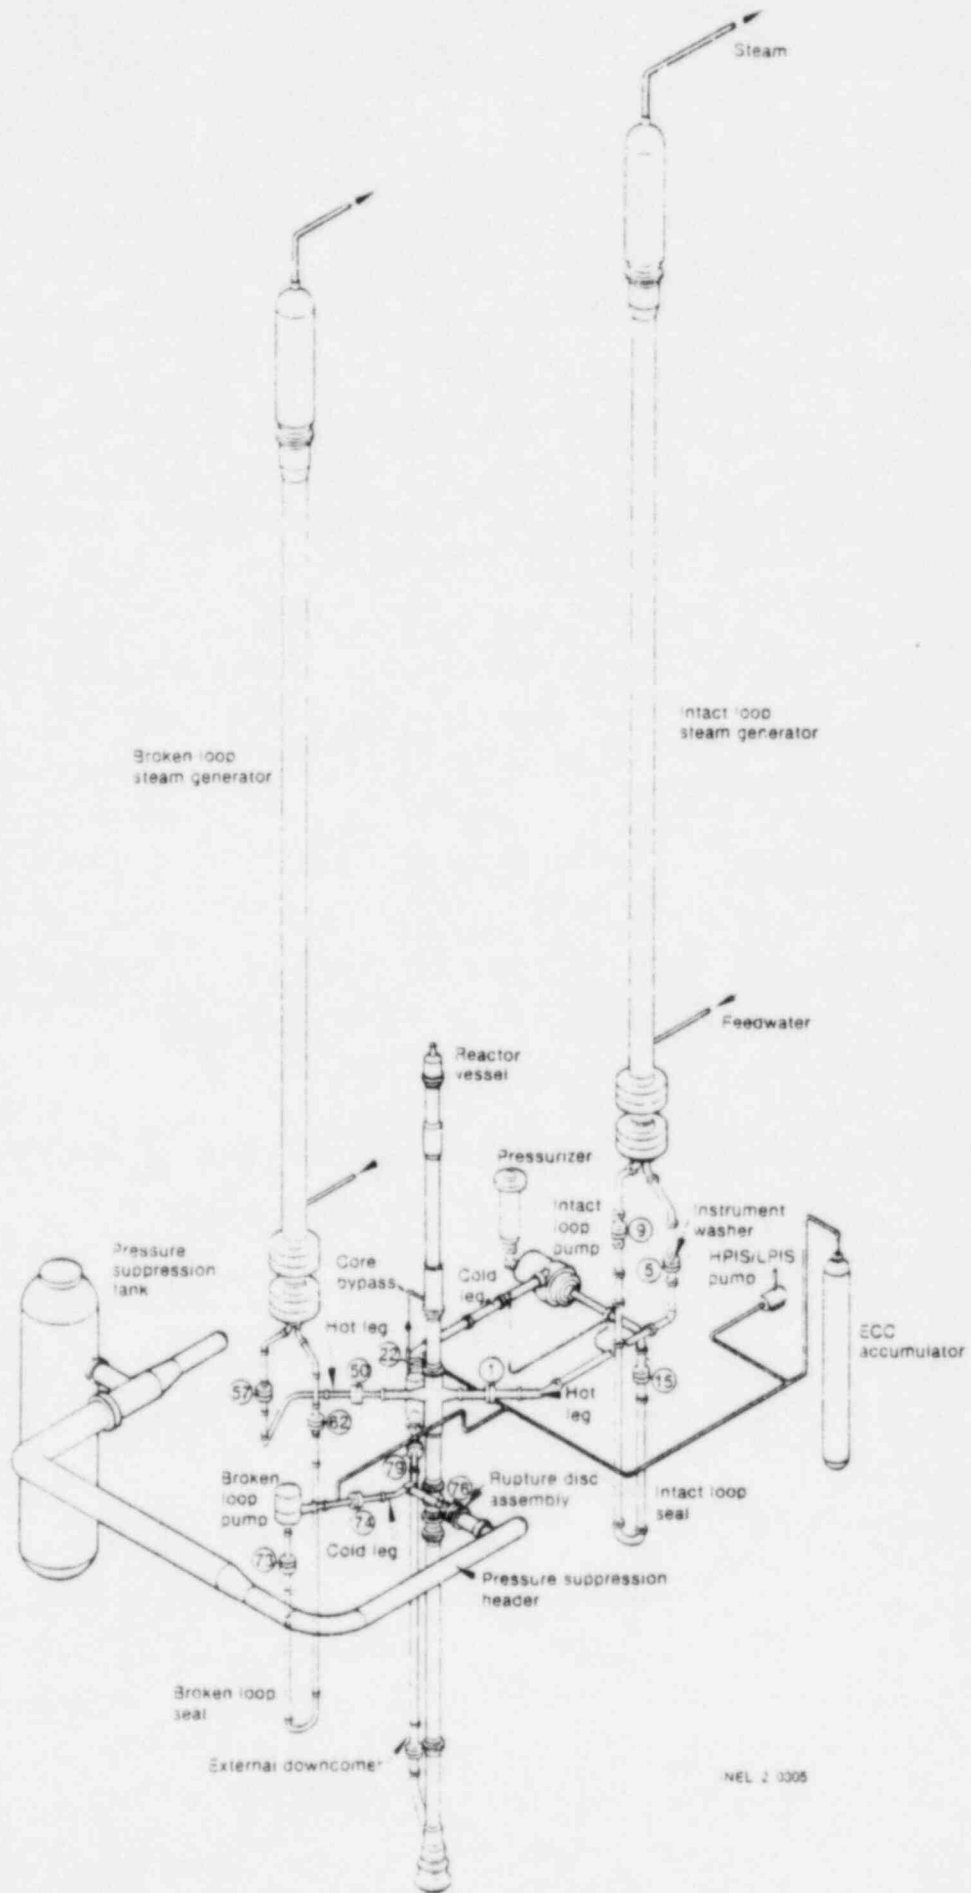 Steam
Intact loop
steam generator
Broken loop
steam generator
Feedwater
Reactor
vessel
Pressurizer
Intact
loop
pump
9
Instrument
washer
5
HPIS/LPIS
pump
Pressure
suppression
tank
Core
bypass
Cold
leg
Hot leg
22
50
1
ECC
accumulator
57
Hot
leg
15
62
79
Broken
loop
pump
76
Rupture disc
assembly
Intact loop
seal
74
Cold leg
73
Pressure suppression
header
Broken loop
seal
External downcomer
NEL 2 0305